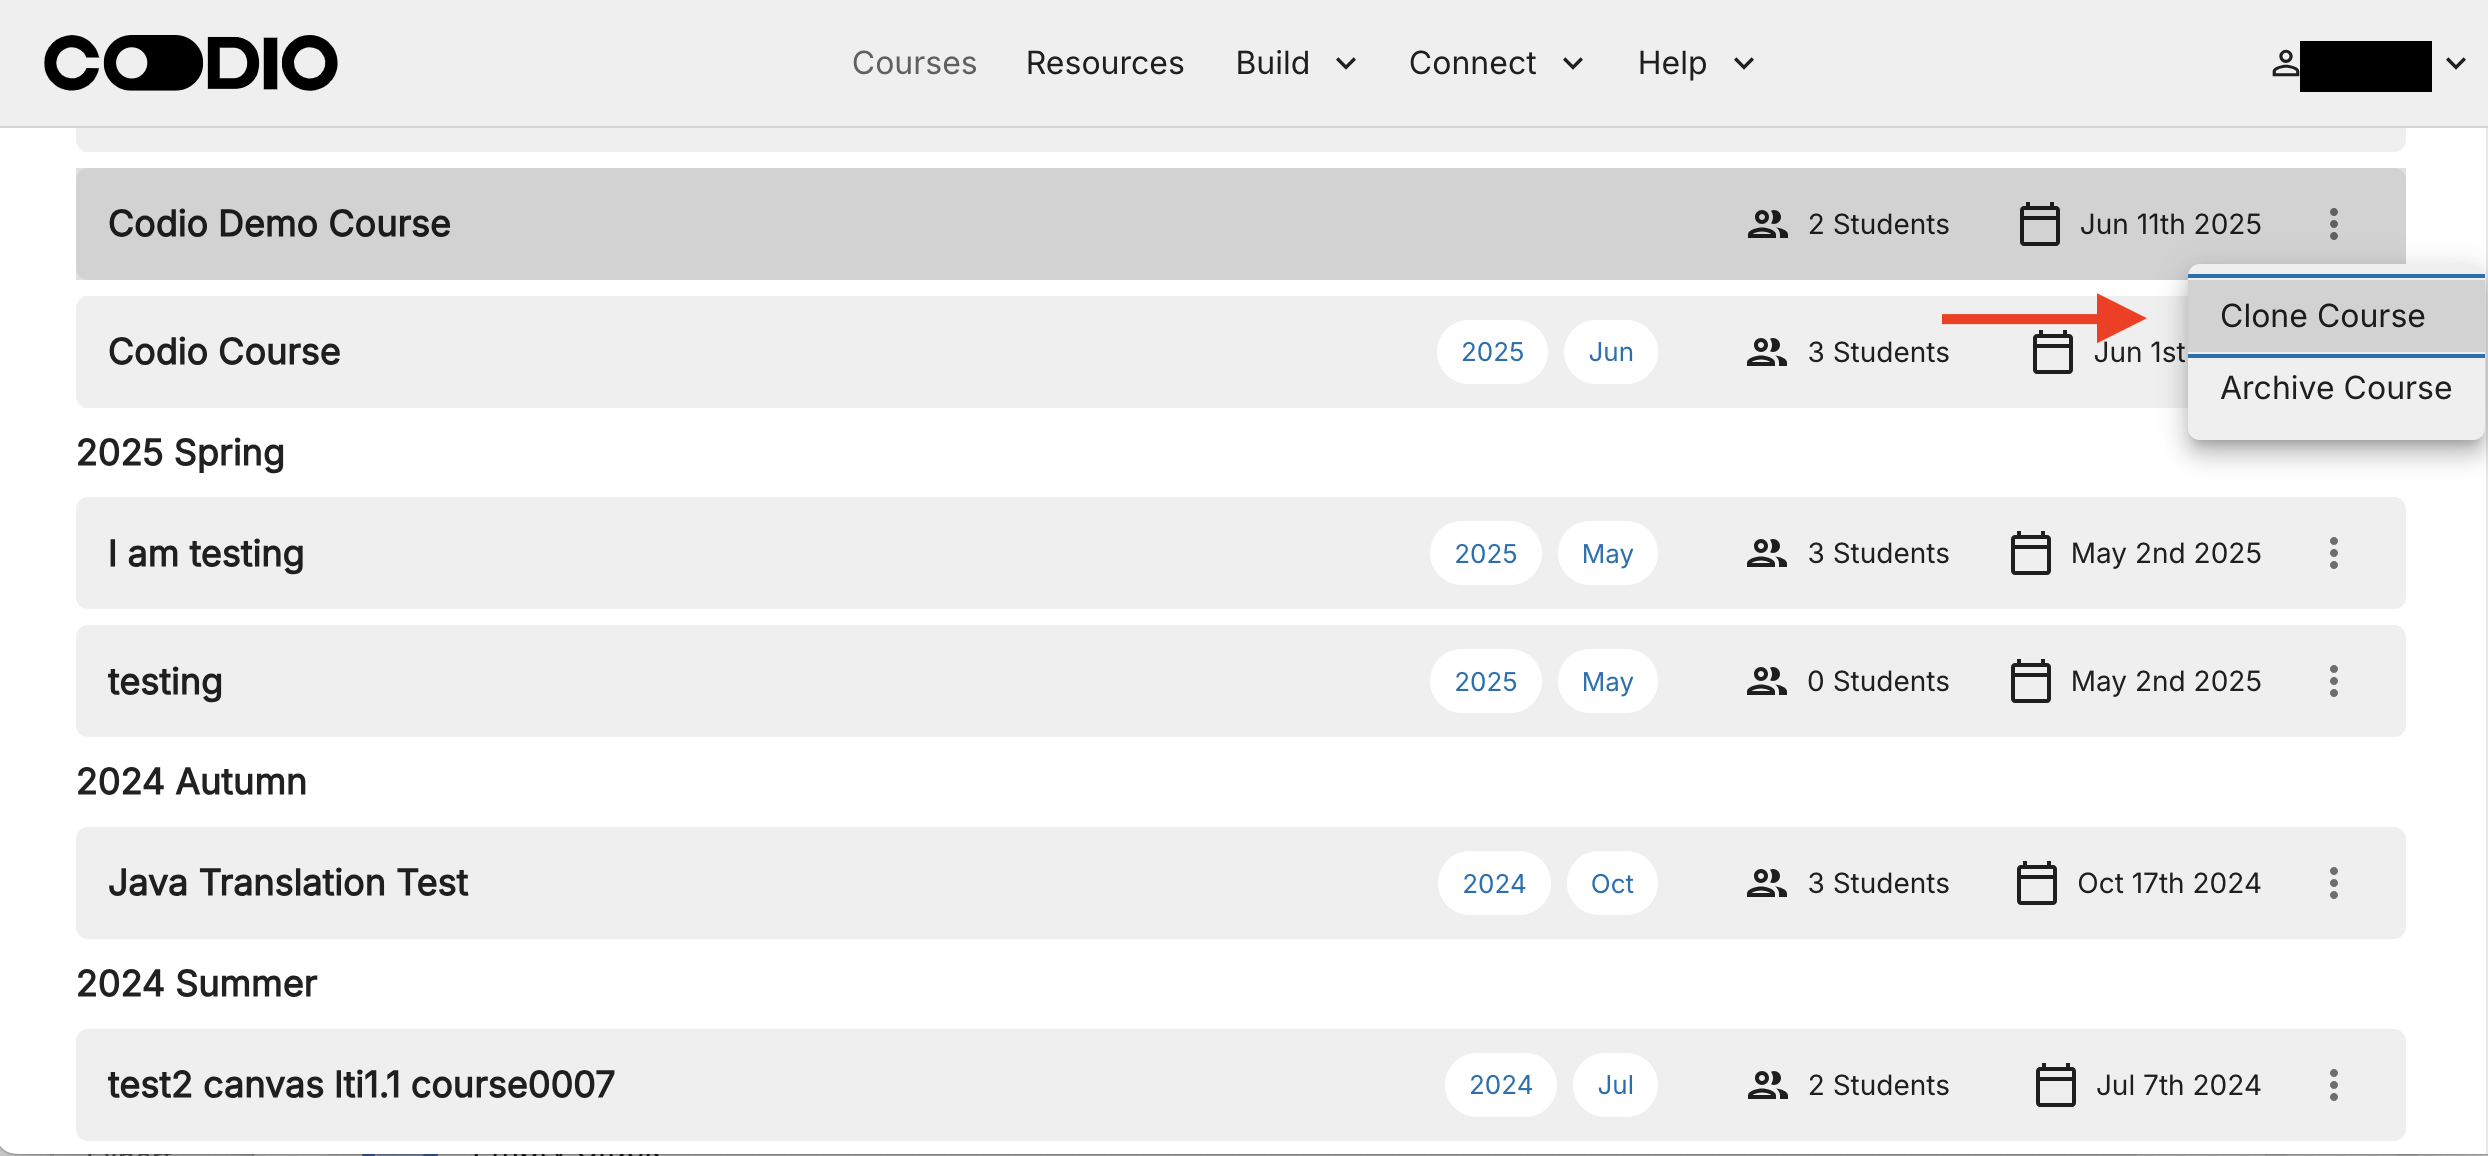 CODIO Courses Resources Build Connect Help
Codio Demo Course 2 Students Jun 11th 2025
Clone Course
Archive Course
Codio Course 2025 Jun 3 Students Jun 1st
2025 Spring
I am testing 2025 May 3 Students May 2nd 2025
testing 2025 May 0 Students May 2nd 2025
2024 Autumn
Java Translation Test 2024 Oct 3 Students Oct 17th 2024
2024 Summer
test2 canvas lti1.1 course0007 2024 Jul 2 Students Jul 7th 2024